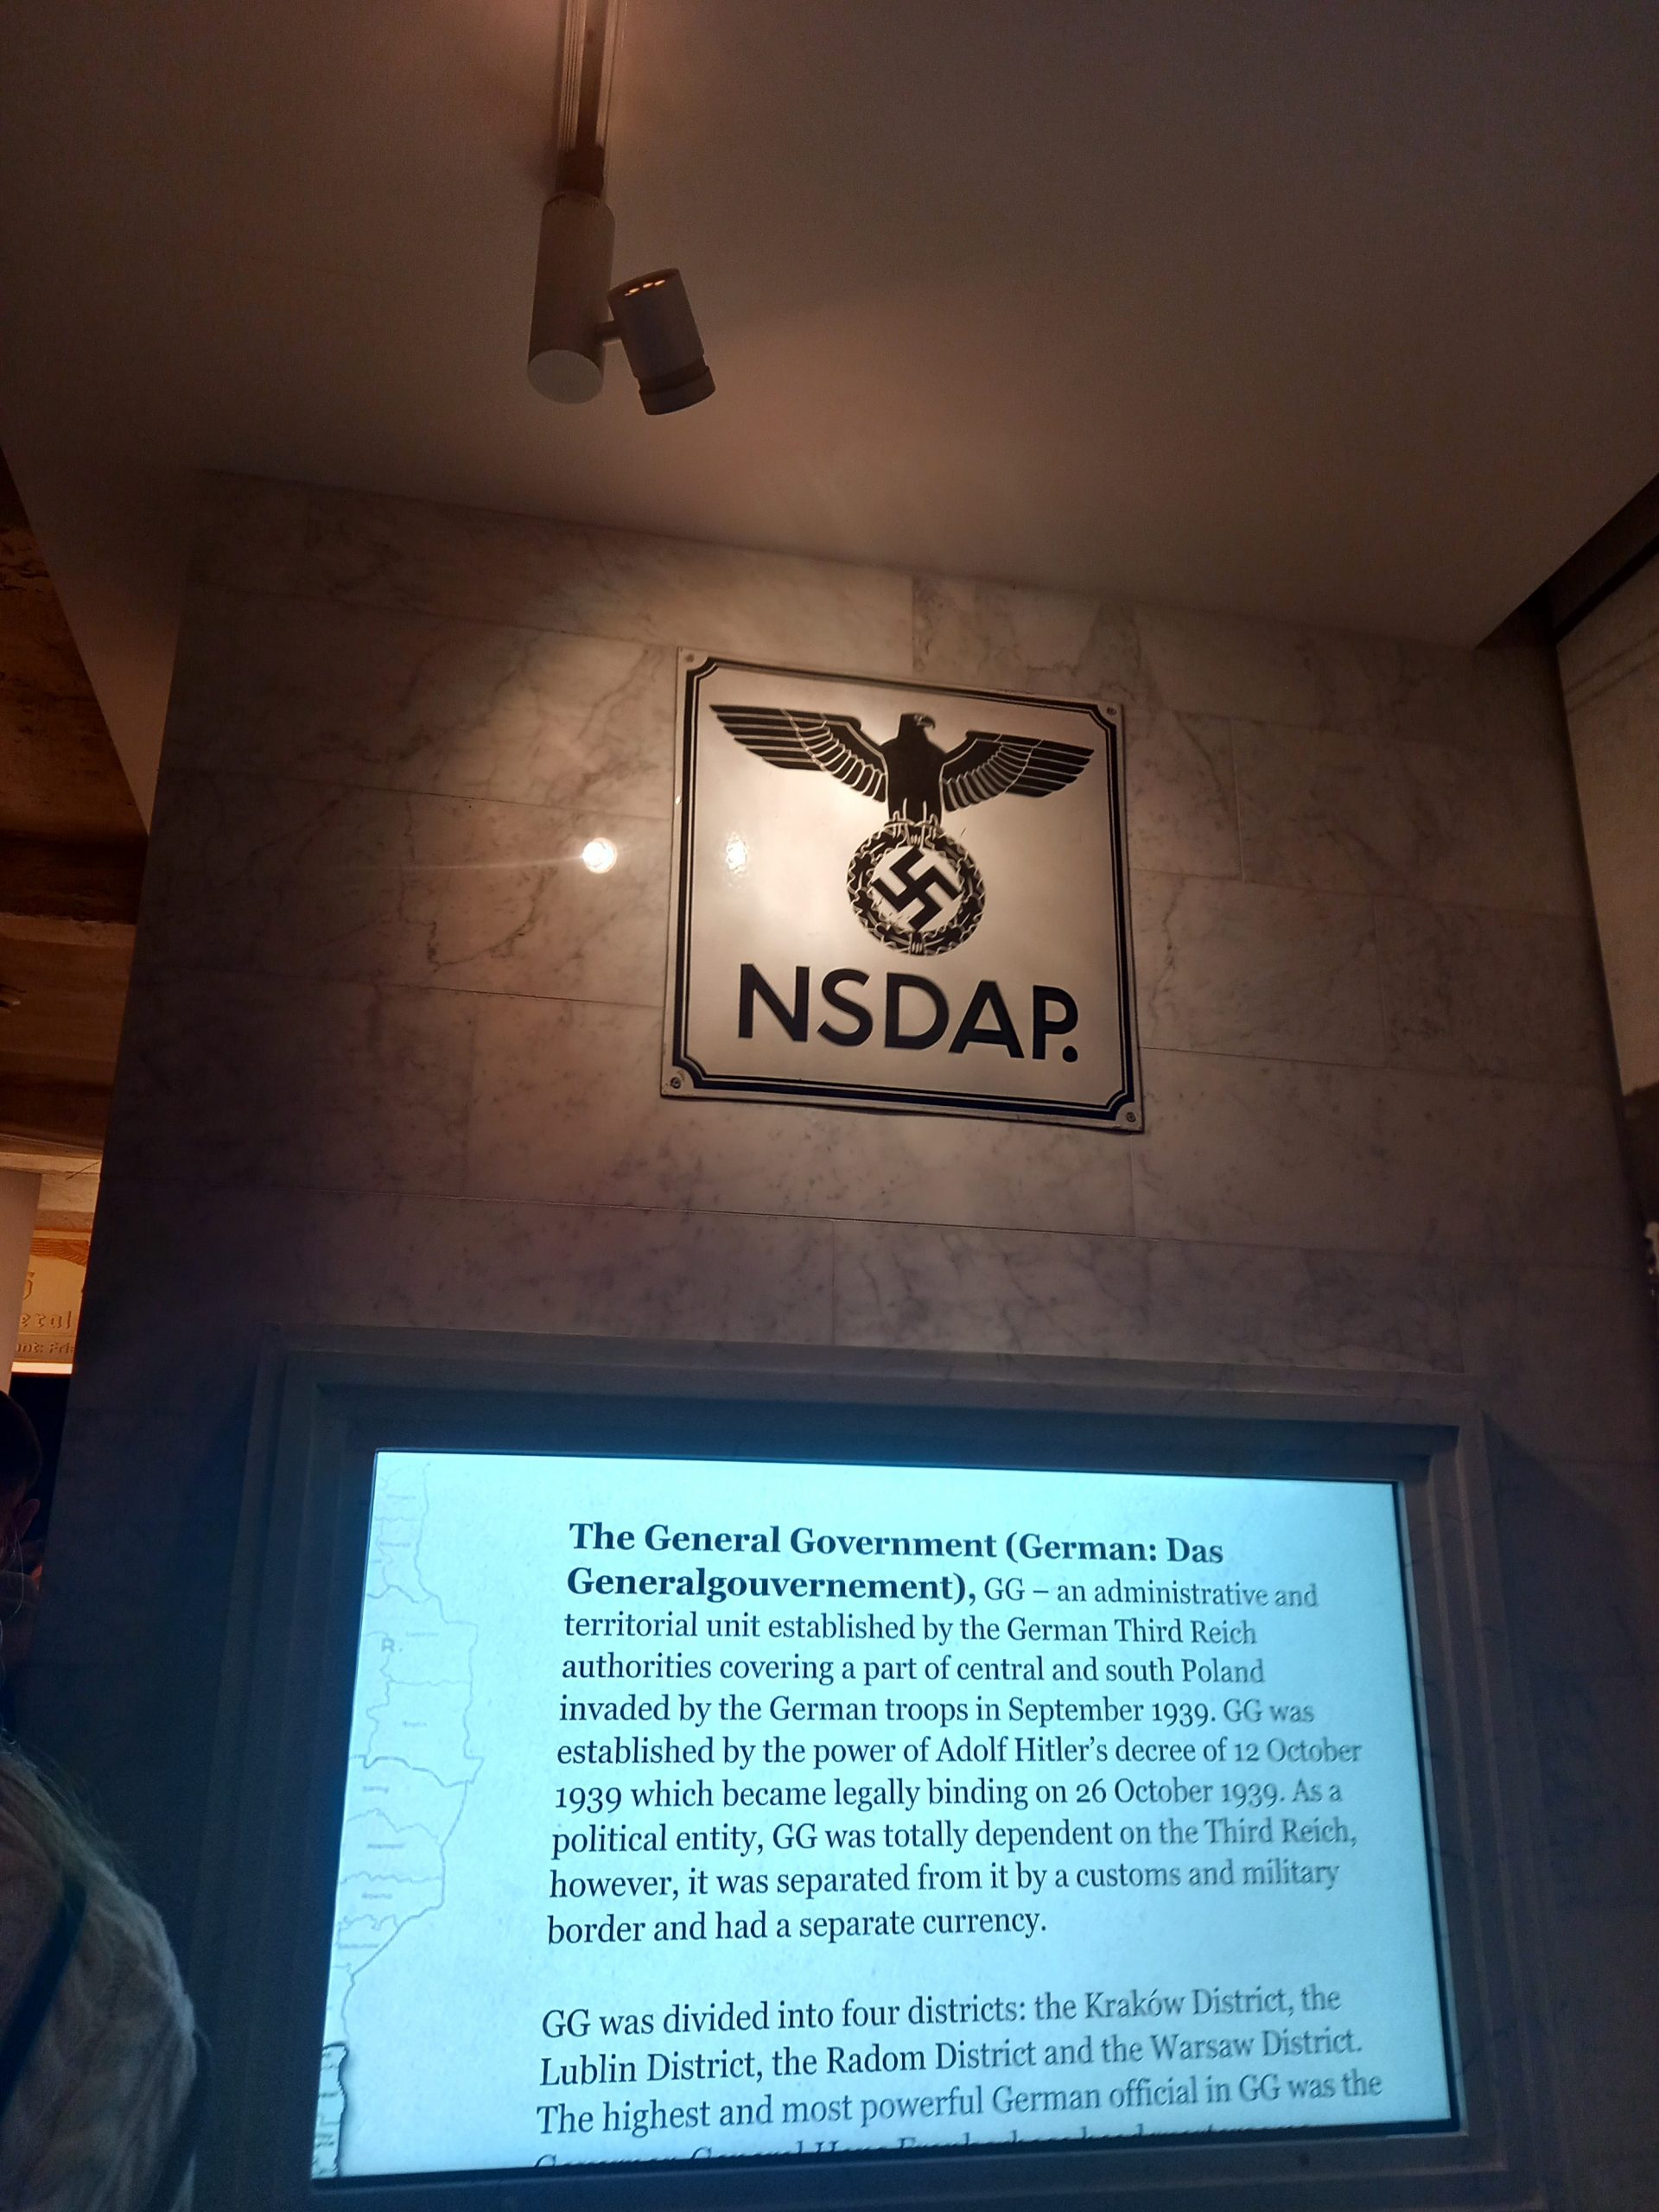 NSDAP.
eral
The General Government (German: Das
Generalgouvernement), GG – an administrative and
territorial unit established by the German Third Reich
authorities covering a part of central and south Poland
invaded by the German troops in September 1939. GG was
established by the power of Adolf Hitler's decree of 12 October
1939 which became legally binding on 26 October 1939. As a
political entity, GG was totally dependent on the Third Reich,
however, it was separated from it by a customs and military
border and had a separate currency.
GG was divided into four districts: the Kraków District, the
Lublin District, the Radom District and the Warsaw District.
The highest and most powerful German official in GG was the